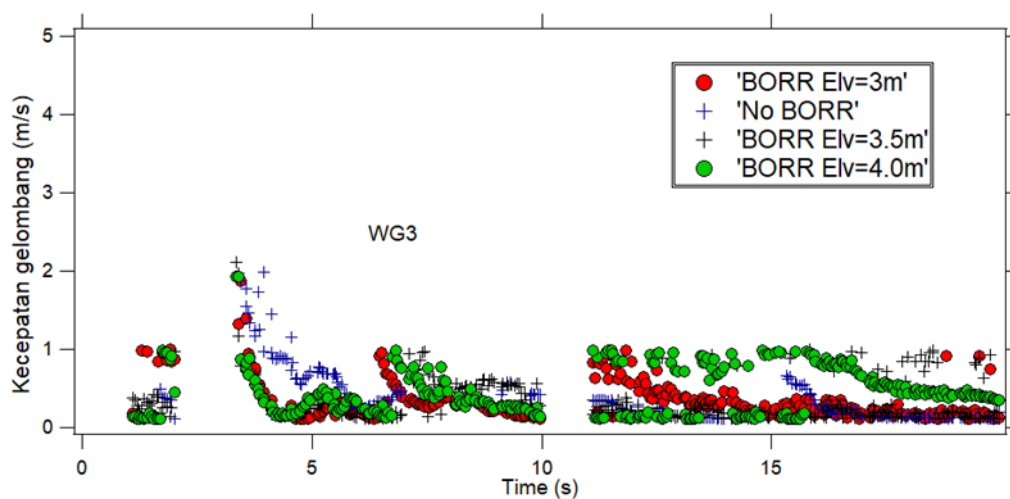 5
4
3
2
1
0
Kecepatan gelombang (m/s)
'BORR Elv=3m'
'No BORR'
'BORR Elv=3.5m'
'BORR Elv=4.0m'
WG3
0 5 10 15
Time (s)